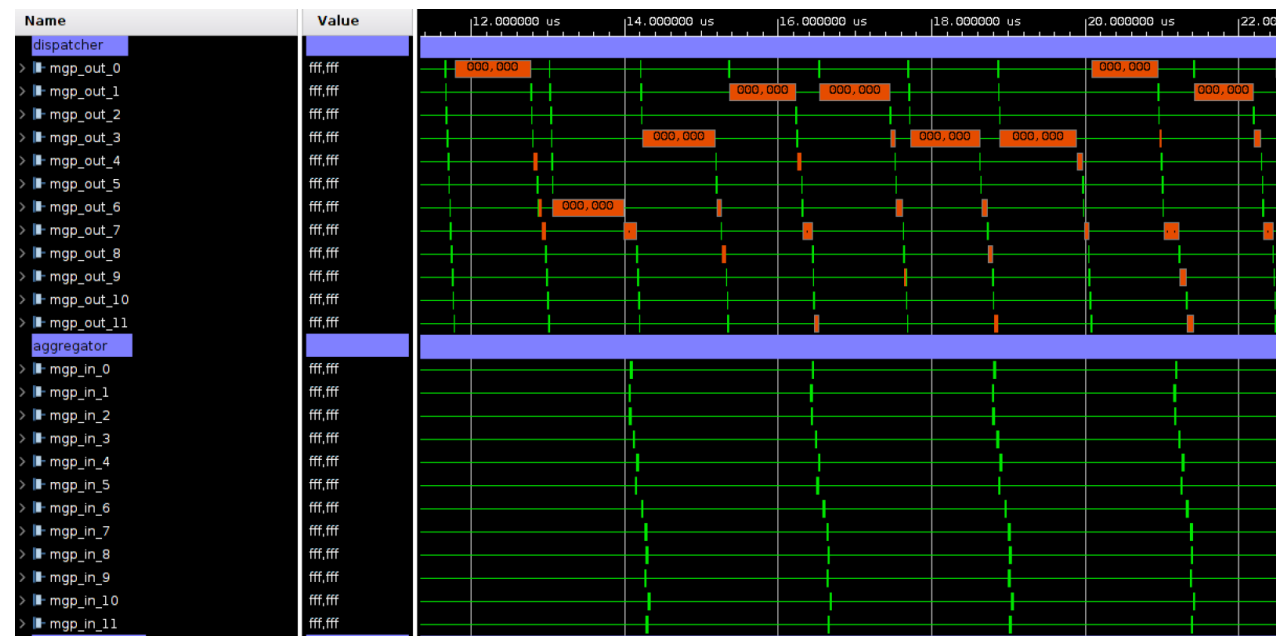 Name Value 12.0000000 us 14.0000000 us 16.0000000 us 18.0000000 us 20.0000000 us 22.00
dispatcher
mgp_out_0 fff,fff 000,000 000,000
mgp_out_1 fff,fff 000,000 000,000 000,000
mgp_out_2 fff,fff
mgp_out_3 fff,fff 000,000 000,000 000,000
mgp_out_4 fff,fff
mgp_out_5 fff,fff
mgp_out_6 fff,fff 000,000
mgp_out_7 fff,fff
mgp_out_8 fff,fff
mgp_out_9 fff,fff
mgp_out_10 fff,fff
mgp_out_11 fff,fff
aggregator
mgp_in_0 fff,fff
mgp_in_1 fff,fff
mgp_in_2 fff,fff
mgp_in_3 fff,fff
mgp_in_4 fff,fff
mgp_in_5 fff,fff
mgp_in_6 fff,fff
mgp_in_7 fff,fff
mgp_in_8 fff,fff
mgp_in_9 fff,fff
mgp_in_10 fff,fff
mgp_in_11 fff,fff